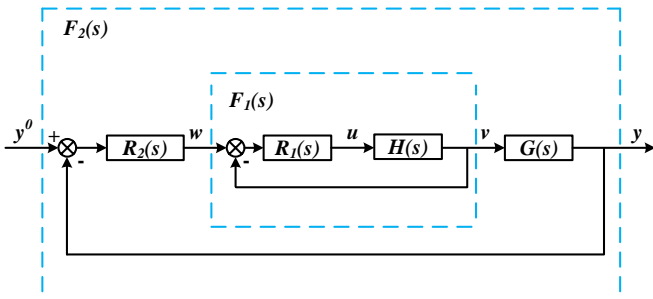 F₂(s)
F₁(s)
y⁰ + - R₂(s) w - R₁(s) u H(s) v G(s) y